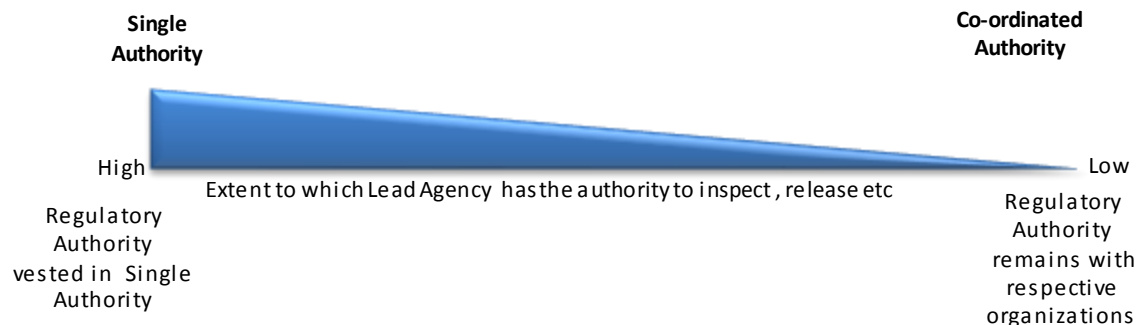 Single
Authority
Co-ordinated
Authority
High
Low
Extent to which Lead Agency has the authority to inspect , release etc
Regulatory
Authority
vested in Single
Authority
Regulatory
Authority
remains with
respective
organizations